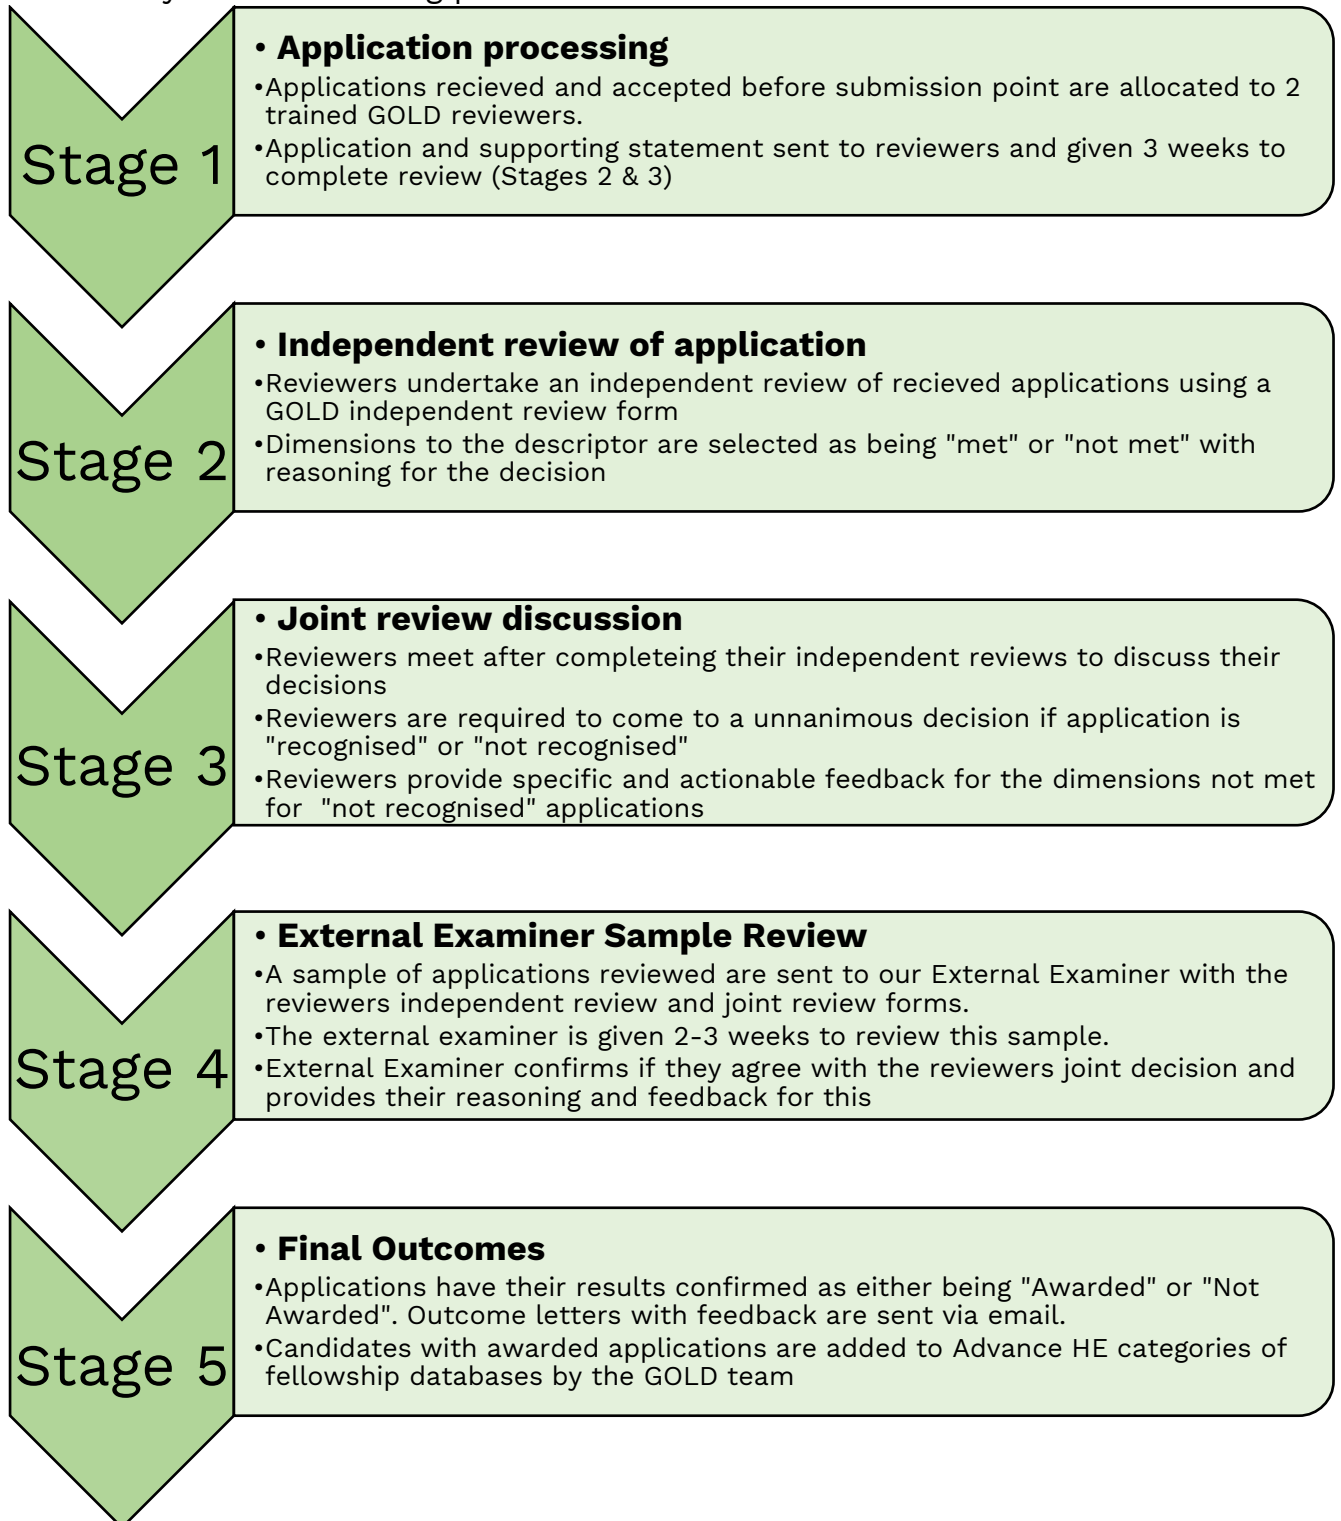 • Application processing
•Applications recieved and accepted before submission point are allocated to 2
trained GOLD reviewers.
•Application and supporting statement sent to reviewers and given 3 weeks to
complete review (Stages 2 & 3)
Stage 1
• Independent review of application
•Reviewers undertake an independent review of recieved applications using a
GOLD independent review form
•Dimensions to the descriptor are selected as being "met" or "not met" with
reasoning for the decision
Stage 2
• Joint review discussion
•Reviewers meet after completeing their independent reviews to discuss their
decisions
•Reviewers are required to come to a unnanimous decision if application is
"recognised" or "not recognised"
•Reviewers provide specific and actionable feedback for the dimensions not met
for  "not recognised" applications
Stage 3
• External Examiner Sample Review
•A sample of applications reviewed are sent to our External Examiner with the
reviewers independent review and joint review forms.
•The external examiner is given 2-3 weeks to review this sample.
•External Examiner confirms if they agree with the reviewers joint decision and
provides their reasoning and feedback for this
Stage 4
• Final Outcomes
•Applications have their results confirmed as either being "Awarded" or "Not
Awarded". Outcome letters with feedback are sent via email.
•Candidates with awarded applications are added to Advance HE categories of
fellowship databases by the GOLD team
Stage 5